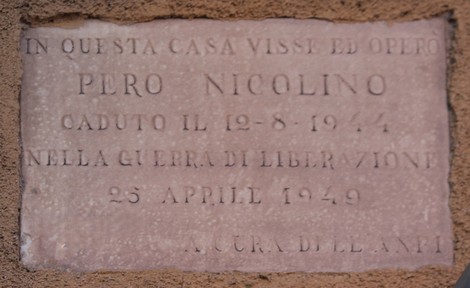 IN QUESTA CASA VISSE ED OPERÒ
PERO NICOLINO
CADUTO IL 12-8-1944
NELLA GUERRA DI LIBERAZIONE
25 APRILE 1949
A CURA DELL'ANPI